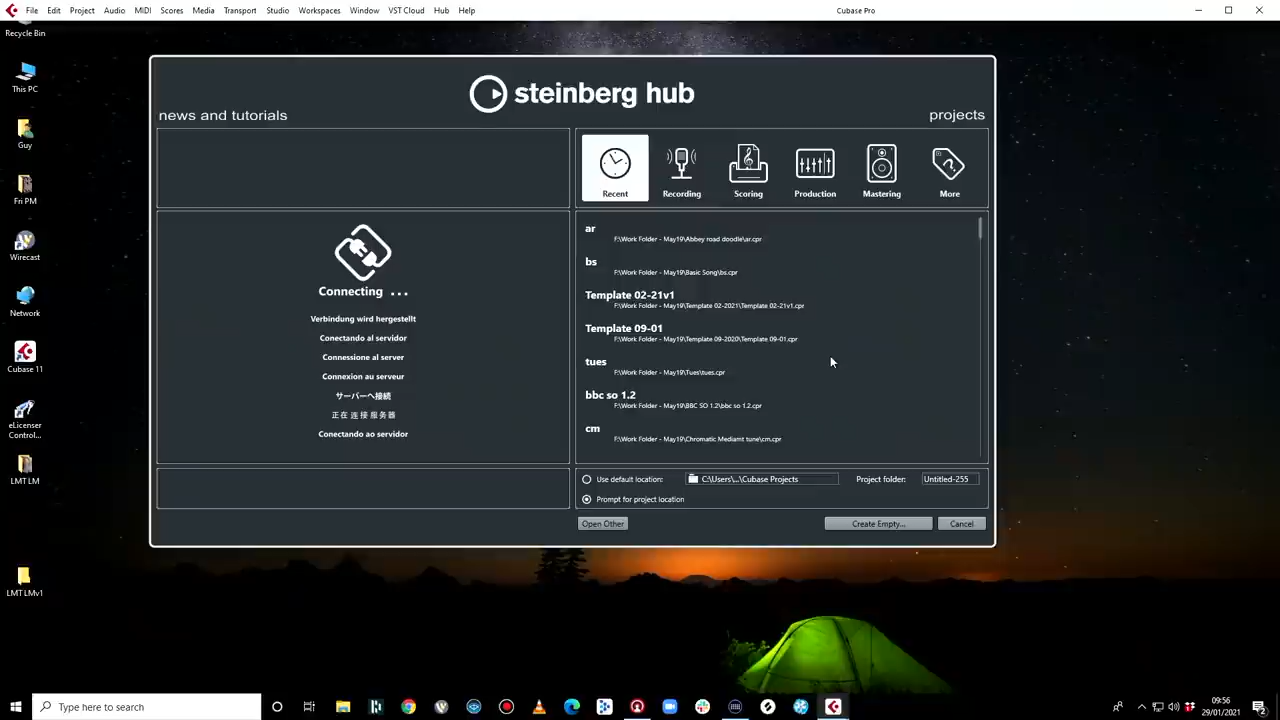 File Edit Project Audio MIDI Scores Media Transport Studio Workspaces Window VST Cloud Hub Help
Cubase Pro
Recycle Bin
This PC
Guy
Fri PM
Wirecast
Network
Cubase 11
eLicenser
Control...
LMT LM
LMT LMv1
steinberg hub
news and tutorials
projects
Connecting ...
Verbindung wird hergestellt
Conectando al servidor
Connessione al server
Connexion au serveur
サーバーへ接続
正在 连接 服务器
Conectando ao servidor
Recent Recording Scoring Production Mastering More
ar
F:\Work Folder - May19\Abbey road doodle\ar.cpr
bs
F:\Work Folder - May19\Basic Song\bs.cpr
Template 02-21v1
F:\Work Folder - May19\Template 02-2021\Template 02-21v1.cpr
Template 09-01
F:\Work Folder - May19\Template 09-2020\Template 09-01.cpr
tues
F:\Work Folder - May19\Tues\tues.cpr
bbc so 1.2
F:\Work Folder - May19\BBC SO 1.2\bbc so 1.2.cpr
cm
F:\Work Folder - May19\Chromatic Mediamt tune\cm.cpr
Use default location: C:\Users\...\Cubase Projects Project folder: Untitled-255
Prompt for project location
Open Other Create Empty... Cancel
Type here to search
09:56
29/01/2021
2